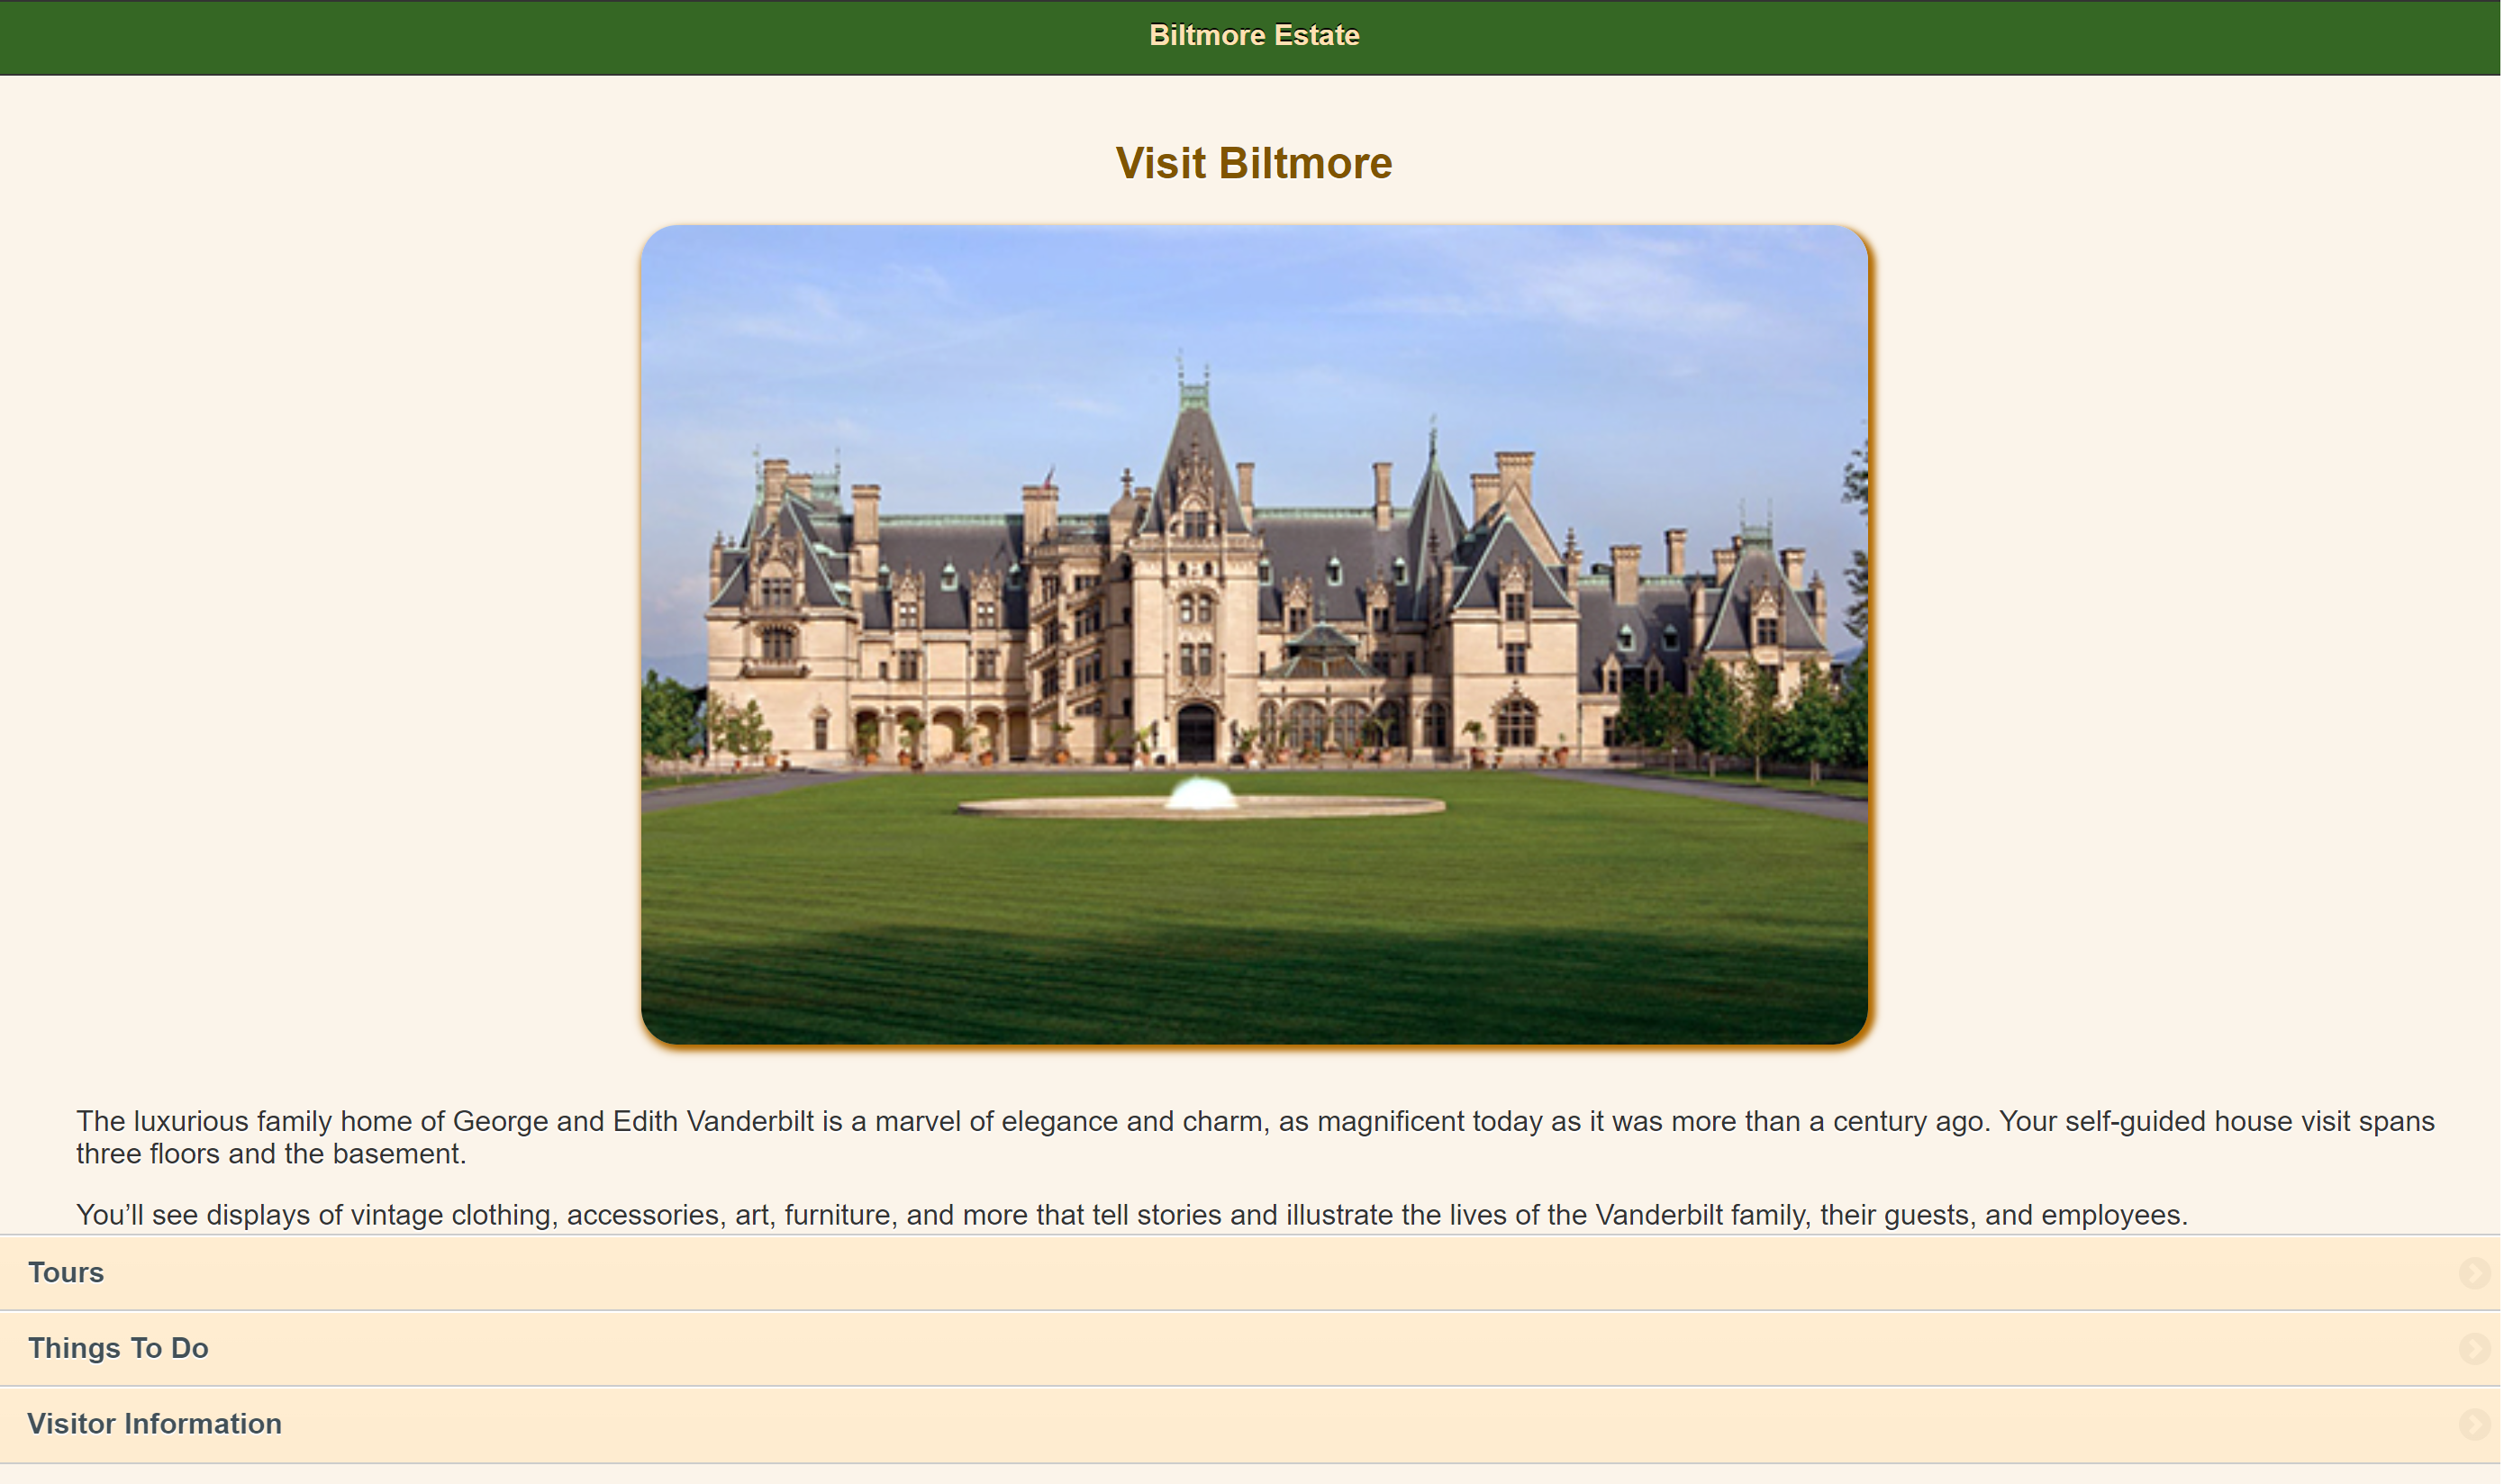 Biltmore Estate
Visit Biltmore
The luxurious family home of George and Edith Vanderbilt is a marvel of elegance and charm, as magnificent today as it was more than a century ago. Your self-guided house visit spans
three floors and the basement.
You’ll see displays of vintage clothing, accessories, art, furniture, and more that tell stories and illustrate the lives of the Vanderbilt family, their guests, and employees.
Tours
Things To Do
Visitor Information